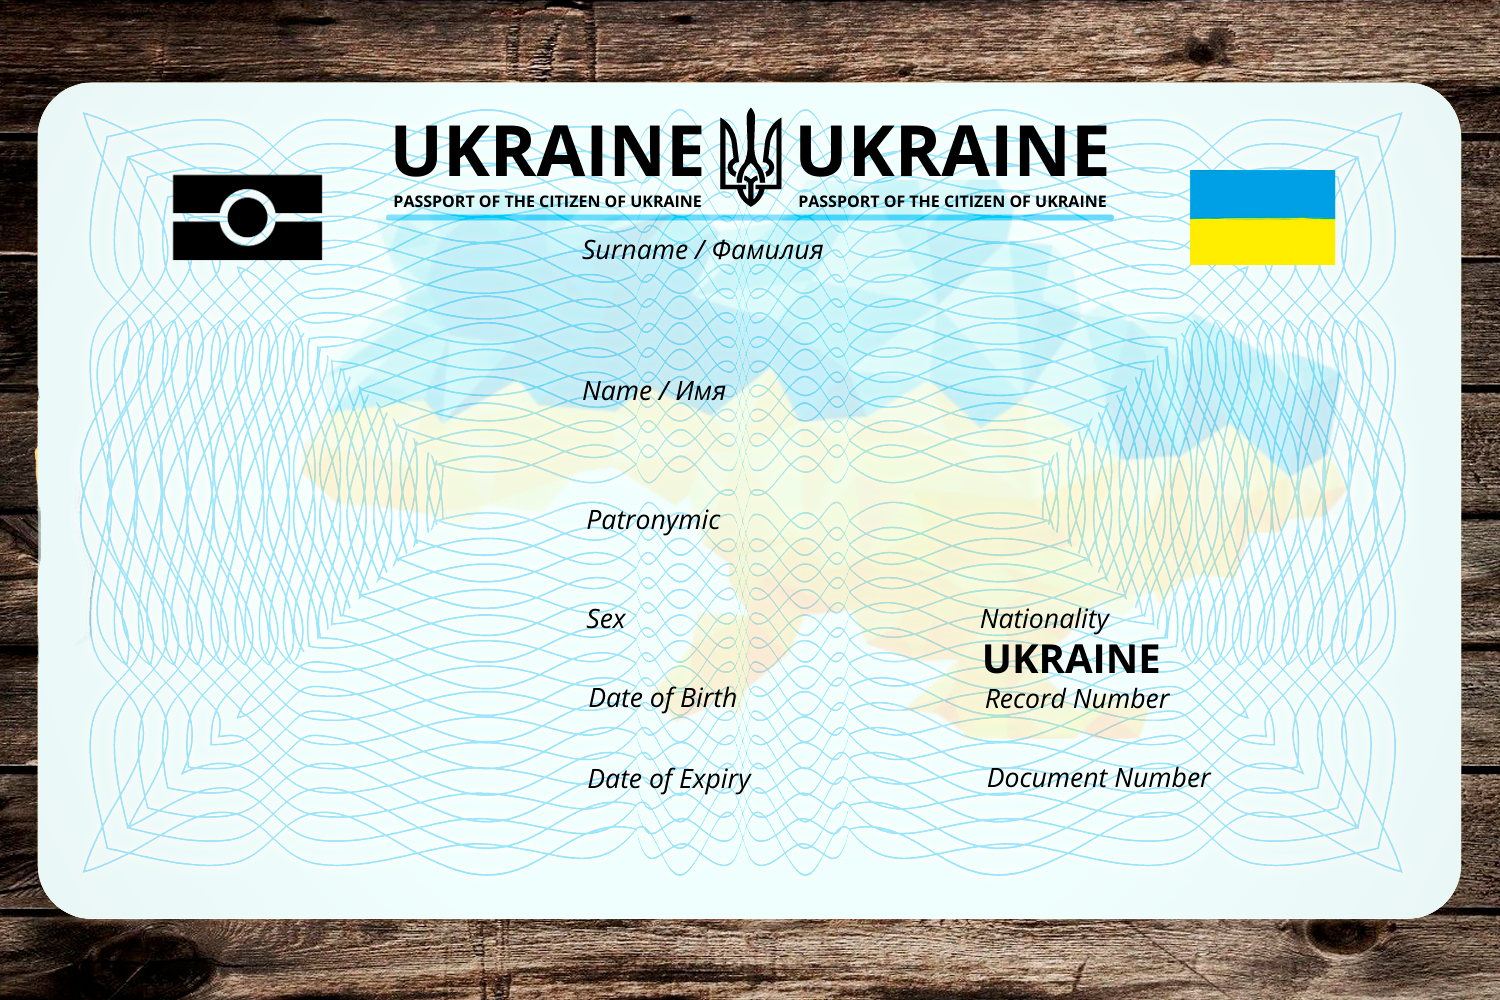 UKRAINE UKRAINE
PASSPORT OF THE CITIZEN OF UKRAINE PASSPORT OF THE CITIZEN OF UKRAINE
Surname / Фамилия
Name / Имя
Patronymic
Sex Nationality
UKRAINE
Date of Birth Record Number
Date of Expiry Document Number